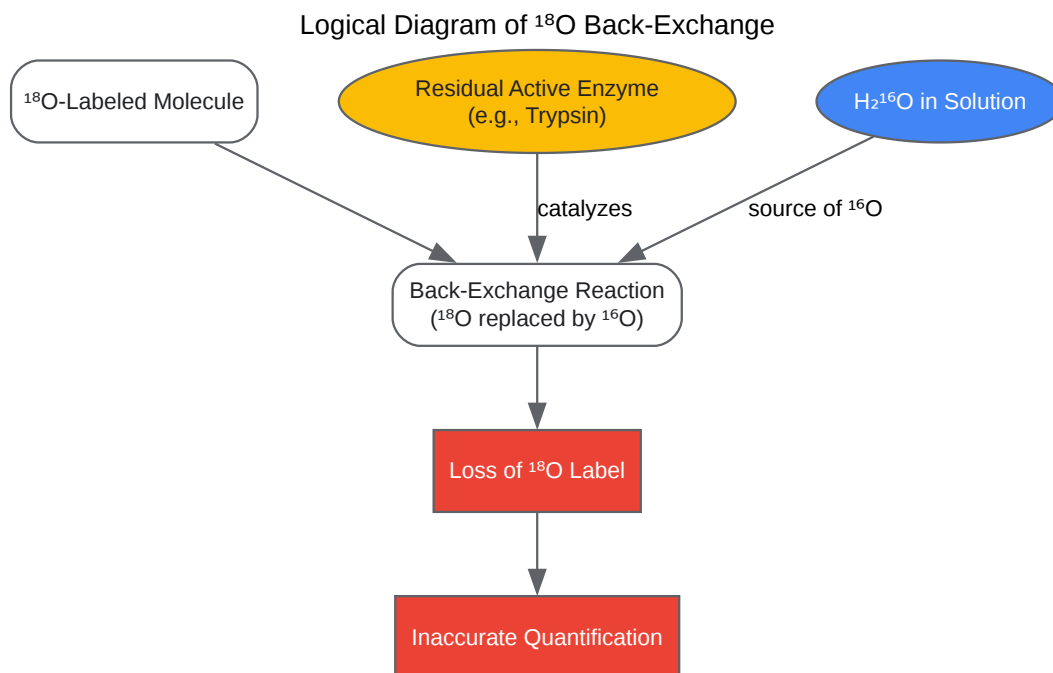 Logical Diagram of ¹⁸O Back-Exchange
¹⁸O-Labeled Molecule
Residual Active Enzyme
(e.g., Trypsin)
H₂¹⁶O in Solution
catalyzes
source of ¹⁶O
Back-Exchange Reaction
(¹⁸O replaced by ¹⁶O)
Loss of ¹⁸O Label
Inaccurate Quantification